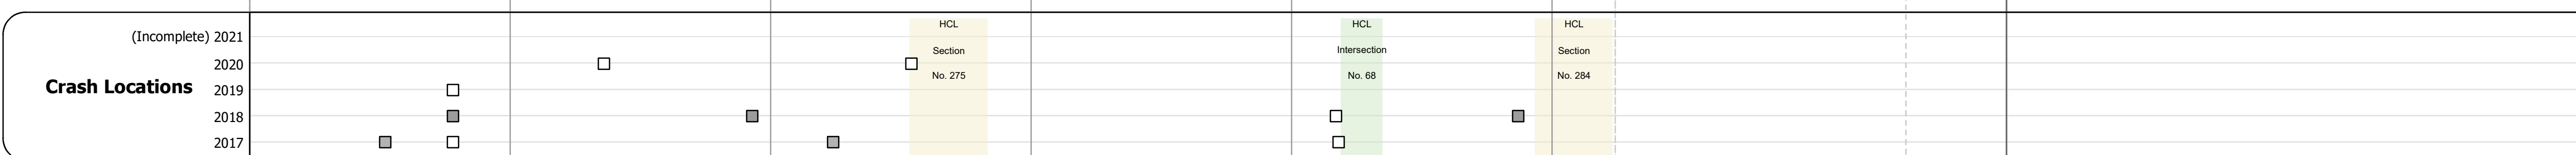 Crash Locations
(Incomplete) 2021
2020
2019
2018
2017
HCL
Section
No. 275
HCL
Intersection
No. 68
HCL
Section
No. 284